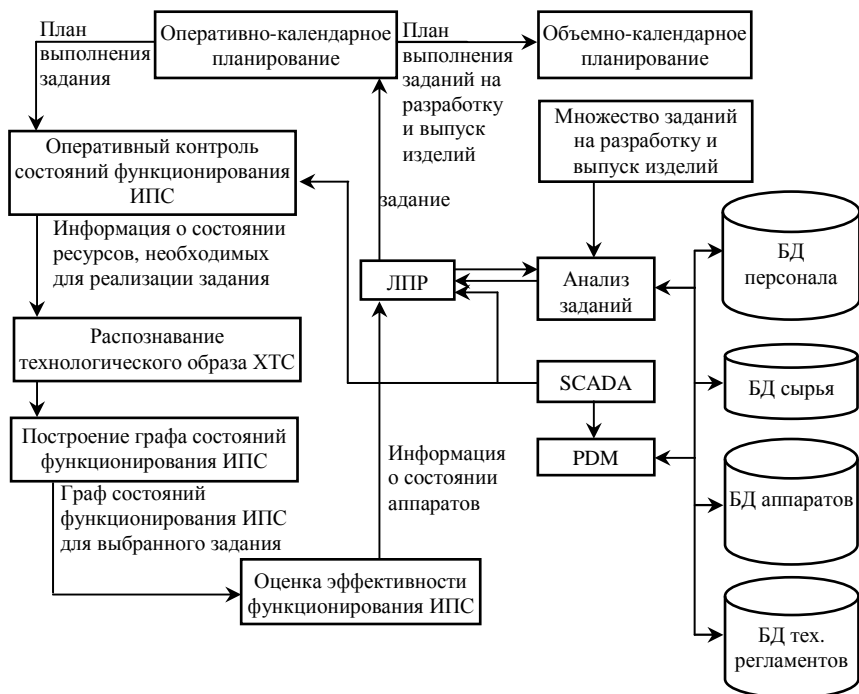 План
выполнения
задания
Оперативно-календарное
планирование
План
выполнения
заданий на
разработку
и выпуск
изделий
Объемно-календарное
планирование
Множество заданий
на разработку и
выпуск изделий
Оперативный контроль
состояний функционирования
ИПС
задание
Информация о состоянии
ресурсов, необходимых
для реализации задания
ЛПР
Анализ
заданий
БД
персонала
Распознавание
технологического образа ХТС
SCADA
БД сырья
Построение графа состояний
функционирования ИПС
Информация
о состоянии
аппаратов
PDM
БД аппаратов
Граф состояний
функционирования ИПС
для выбранного задания
Оценка эффективности
функционирования ИПС
БД тех.
регламентов